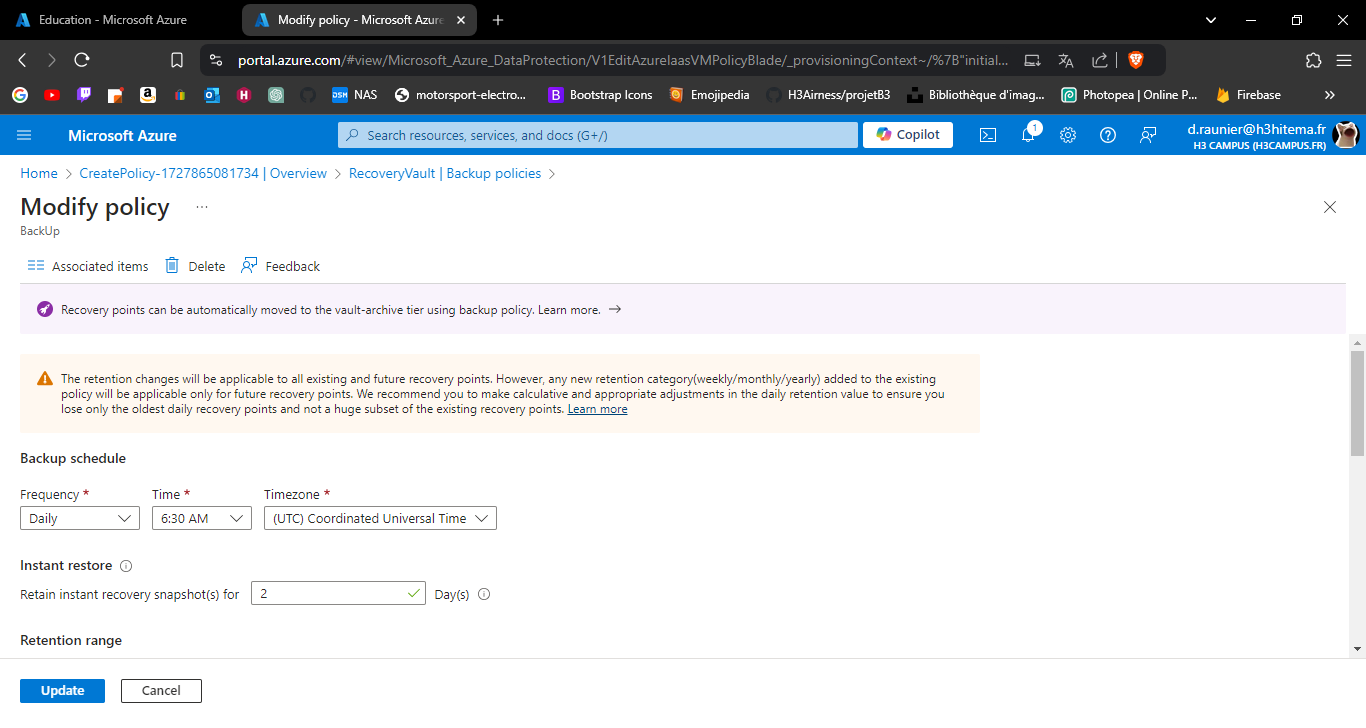 Education - Microsoft Azure
Modify policy - Microsoft Azure
portal.azure.com/#view/Microsoft_Azure_DataProtection/V1EditAzureIaasVMPolicyBlade/_provisioningContext~/%7B"initial...
NAS
motorsport-electro...
Bootstrap Icons
Emojipedia
H3Airness/projetB3
Bibliothèque d'imag...
Photopea | Online P...
Firebase
Microsoft Azure
Search resources, services, and docs (G+/)
Copilot
1
d.raunier@h3hitema.fr
H3 CAMPUS (H3CAMPUS.FR)
Home > CreatePolicy-1727865081734 | Overview > RecoveryVault | Backup policies >
Modify policy ...
BackUp
Associated items
Delete
Feedback
Recovery points can be automatically moved to the vault-archive tier using backup policy. Learn more. →
The retention changes will be applicable to all existing and future recovery points. However, any new retention category(weekly/monthly/yearly) added to the existing
policy will be applicable only for future recovery points. We recommend you to make calculative and appropriate adjustments in the daily retention value to ensure you
lose only the oldest daily recovery points and not a huge subset of the existing recovery points. Learn more
Backup schedule
Frequency * Time * Timezone *
Daily 6:30 AM (UTC) Coordinated Universal Time
Instant restore
Retain instant recovery snapshot(s) for 2 Day(s)
Retention range
Update Cancel